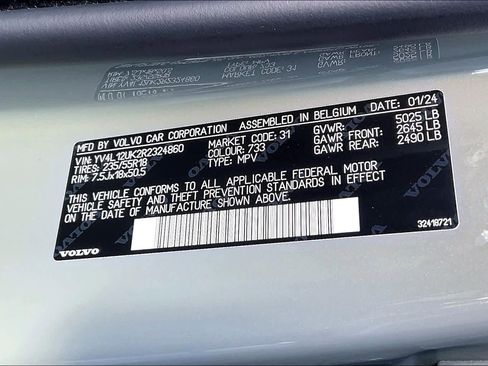 MFD BY VOLVO CAR CORPORATION ASSEMBLED IN BELGIUM DATE: 01/24
VIN: YV4L12UK2R2324860 MARKET CODE: 31 GVWR: 5025 LB
TIRES: 235/55R18 COLOUR: 733 GAWR FRONT: 2645 LB
RIM: 7.5Jx18x50.5 TYPE: MPV GAWR REAR: 2490 LB
THIS VEHICLE CONFORMS TO ALL APPLICABLE FEDERAL MOTOR
VEHICLE SAFETY AND THEFT PREVENTION STANDARDS IN EFFECT
ON THE DATE OF MANUFACTURE SHOWN ABOVE.
32418721
VOLVO